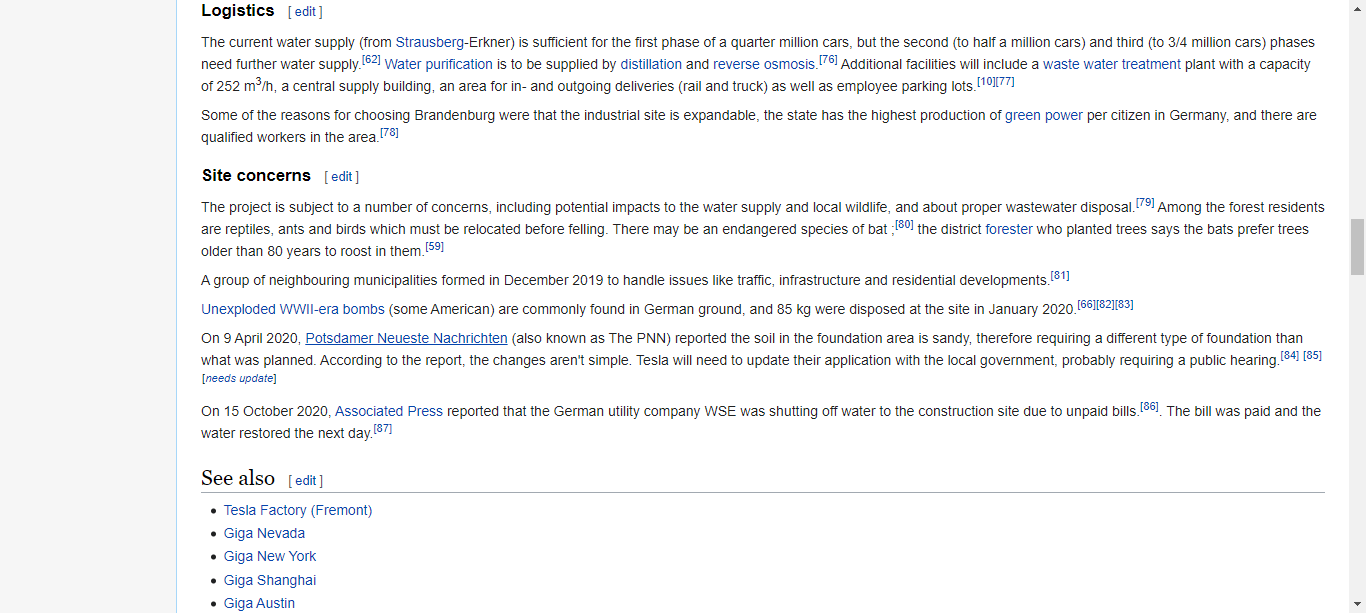 Logistics [ edit ]
The current water supply (from Strausberg-Erkner) is sufficient for the first phase of a quarter million cars, but the second (to half a million cars) and third (to 3/4 million cars) phases
need further water supply.[62] Water purification is to be supplied by distillation and reverse osmosis.[76] Additional facilities will include a waste water treatment plant with a capacity
of 252 m3/h, a central supply building, an area for in- and outgoing deliveries (rail and truck) as well as employee parking lots.[10][77]
Some of the reasons for choosing Brandenburg were that the industrial site is expandable, the state has the highest production of green power per citizen in Germany, and there are
qualified workers in the area.[78]
Site concerns [ edit ]
The project is subject to a number of concerns, including potential impacts to the water supply and local wildlife, and about proper wastewater disposal.[79] Among the forest residents
are reptiles, ants and birds which must be relocated before felling. There may be an endangered species of bat ;[80] the district forester who planted trees says the bats prefer trees
older than 80 years to roost in them.[59]
A group of neighbouring municipalities formed in December 2019 to handle issues like traffic, infrastructure and residential developments.[81]
Unexploded WWII-era bombs (some American) are commonly found in German ground, and 85 kg were disposed at the site in January 2020.[66][82][83]
On 9 April 2020, Potsdamer Neueste Nachrichten (also known as The PNN) reported the soil in the foundation area is sandy, therefore requiring a different type of foundation than
what was planned. According to the report, the changes aren't simple. Tesla will need to update their application with the local government, probably requiring a public hearing.[84] [85]
[needs update]
On 15 October 2020, Associated Press reported that the German utility company WSE was shutting off water to the construction site due to unpaid bills.[86]. The bill was paid and the
water restored the next day.[87]
See also [ edit ]
• Tesla Factory (Fremont)
• Giga Nevada
• Giga New York
• Giga Shanghai
• Giga Austin